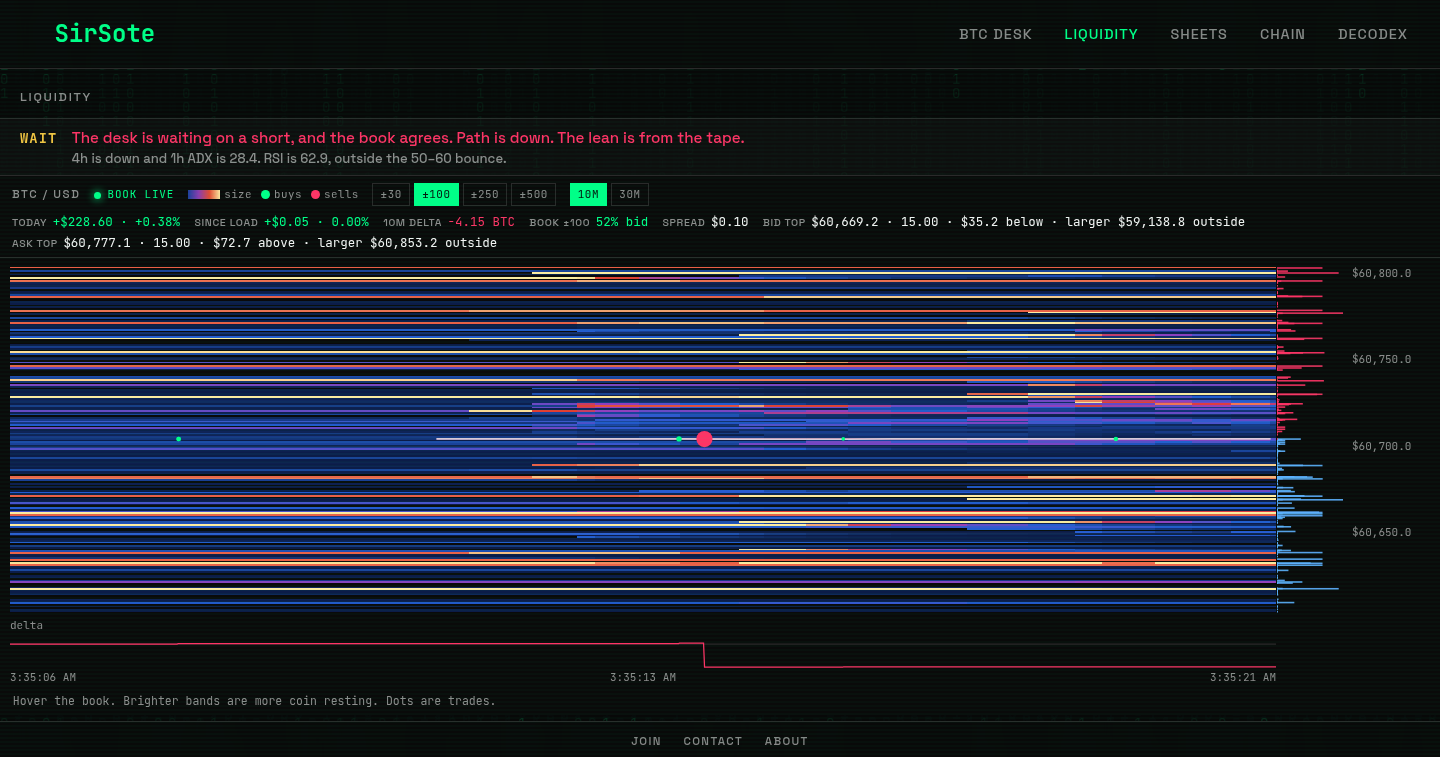 SirSote
BTC DESK LIQUIDITY SHEETS CHAIN DECODEX
LIQUIDITY
WAIT The desk is waiting on a short, and the book agrees. Path is down. The lean is from the tape.
4h is down and 1h ADX is 28.4. RSI is 62.9, outside the 50–60 bounce.
BTC / USD BOOK LIVE size buys sells ±30 ±100 ±250 ±500 10M 30M
TODAY +$228.60 · +0.38% SINCE LOAD +$0.05 · 0.00% 10M DELTA -4.15 BTC BOOK ±100 52% bid SPREAD $0.10 BID TOP $60,669.2 · 15.00 · $35.2 below · larger $59,138.8 outside
ASK TOP $60,777.1 · 15.00 · $72.7 above · larger $60,853.2 outside
$60,800.0
$60,750.0
$60,700.0
$60,650.0
delta
3:35:06 AM 3:35:13 AM 3:35:21 AM
Hover the book. Brighter bands are more coin resting. Dots are trades.
JOIN CONTACT ABOUT